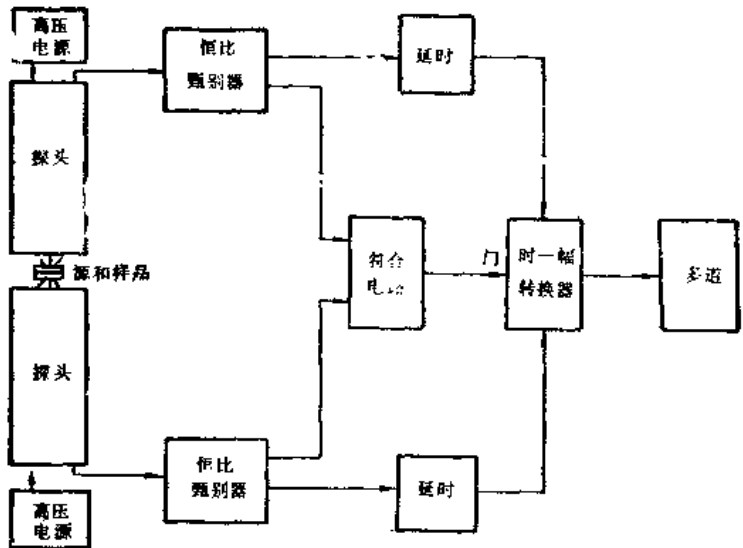 高压
电源
恒比
甄别器
延时
探头
源和样品
符合
电
门
时一幅
转换器
多道
探头
恒比
甄别器
延时
高压
电源